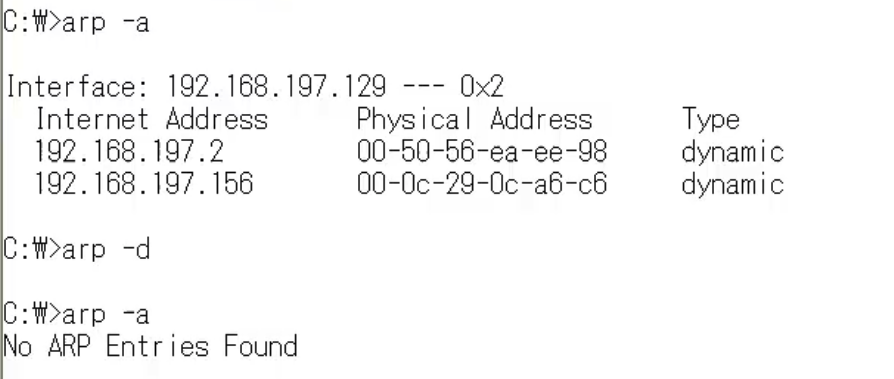 C:₩>arp -a
Interface: 192.168.197.129 --- 0x2
Internet Address Physical Address Type
192.168.197.2 00-50-56-ea-ee-98 dynamic
192.168.197.156 00-0c-29-0c-a6-c6 dynamic
C:₩>arp -d
C:₩>arp -a
No ARP Entries Found